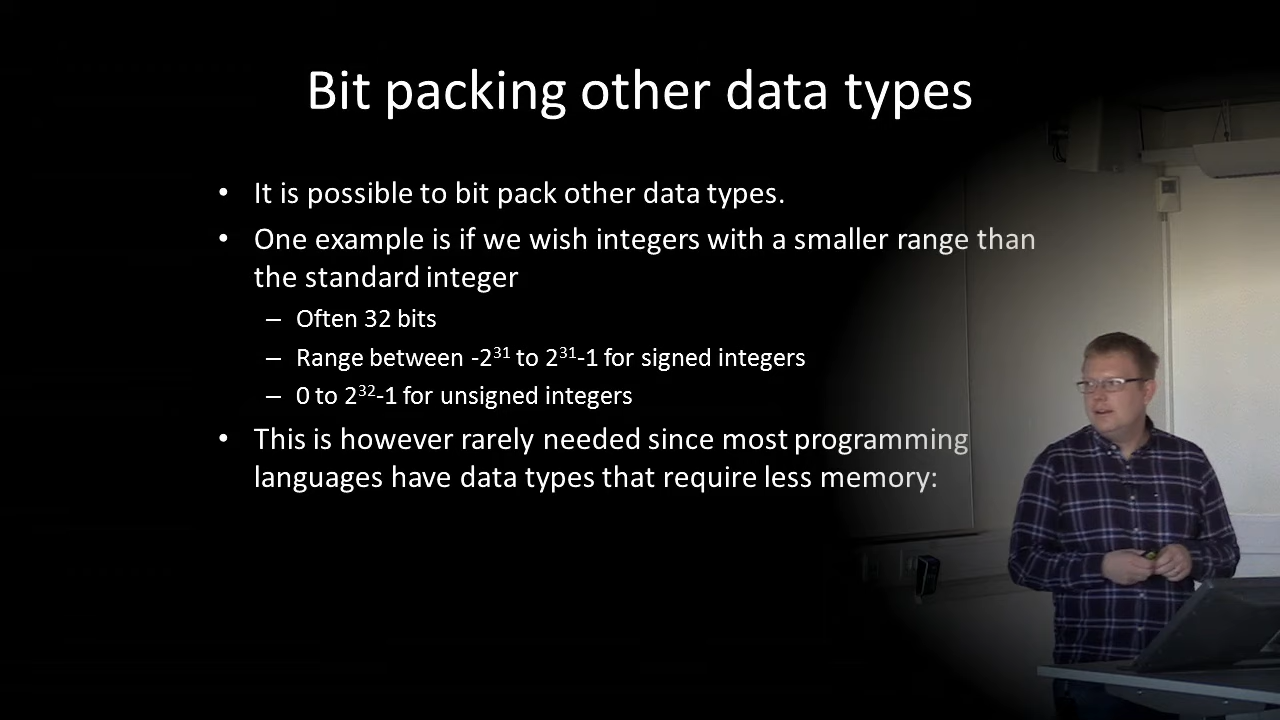 Bit packing other data types
• It is possible to bit pack other data types.
• One example is if we wish integers with a smaller range than
the standard integer
– Often 32 bits
– Range between -2³¹ to 2³¹-1 for signed integers
– 0 to 2³²-1 for unsigned integers
• This is however rarely needed since most programming
languages have data types that require less memory: